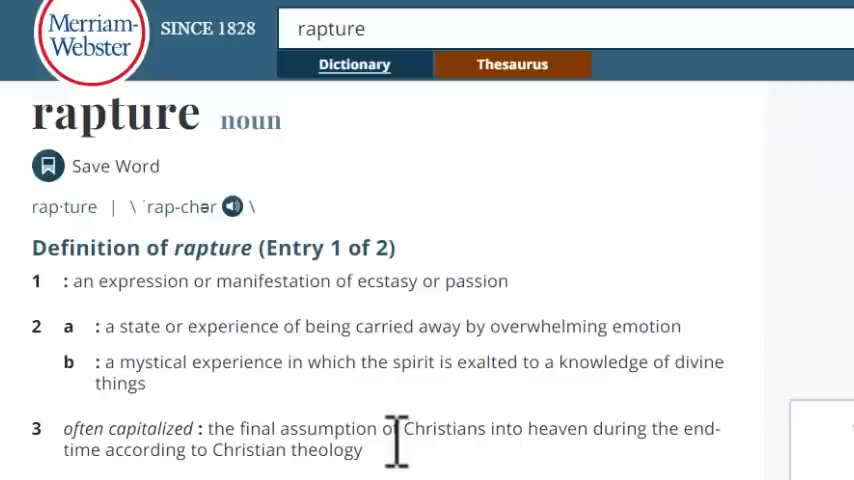 Merriam-
Webster
SINCE 1828
rapture
Dictionary
Thesaurus
rapture noun
Save Word
rap·ture | \ ˈrap-chər \
Definition of rapture (Entry 1 of 2)
1 : an expression or manifestation of ecstasy or passion
2 a : a state or experience of being carried away by overwhelming emotion
b : a mystical experience in which the spirit is exalted to a knowledge of divine
things
3 often capitalized : the final assumption of Christians into heaven during the end-
time according to Christian theology